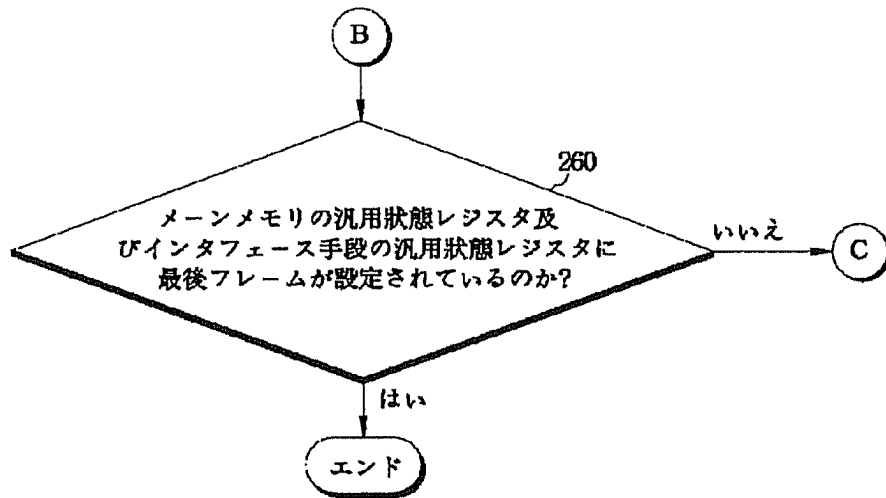 B
260
メーンメモリの汎用狀態レジスタ及
びインタフェース手段の汎用狀態レジスタに
最後フレームが設定されているのか?
いいえ
C
はい
エンド